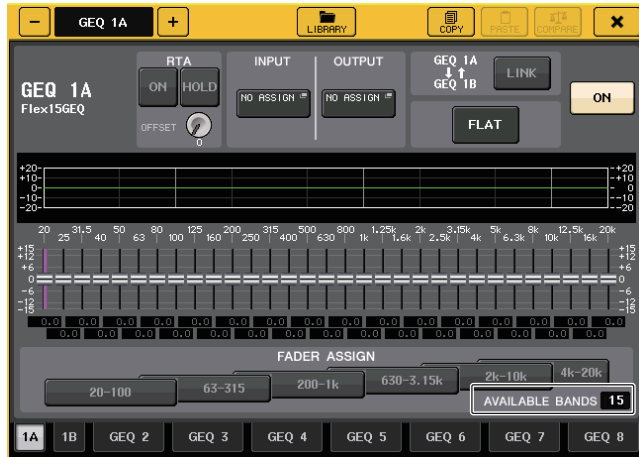 − GEQ 1A + LIBRARY COPY PASTE COMPARE ×
RTA INPUT OUTPUT GEQ 1A LINK
GEQ 1A ON HOLD NO ASSIGN NO ASSIGN ↓↑ GEQ 1B ON
Flex15GEQ
OFFSET 0 FLAT
+20 +20
+10 +10
0 0
−10 −10
−20 −20
20 31.5 50 80 125 200 315 500 800 1.25k 2k 3.15k 5k 8k 12.5k 20k
25 40 63 100 160 250 400 630 1k 1.6k 2.5k 4k 6.3k 10k 16k
+15 +15
+12 +12
+6 +6
0 0
−6 −6
−12 −12
−15 −15
0.0 0.0 0.0 0.0 0.0 0.0 0.0 0.0 0.0 0.0 0.0 0.0 0.0 0.0 0.0 0.0
0.0 0.0 0.0 0.0 0.0 0.0 0.0 0.0 0.0 0.0 0.0 0.0 0.0 0.0 0.0
FADER ASSIGN
20-100 63-315 200-1k 630-3.15k 2k-10k 4k-20k
AVAILABLE BANDS 15
1A 1B GEQ 2 GEQ 3 GEQ 4 GEQ 5 GEQ 6 GEQ 7 GEQ 8